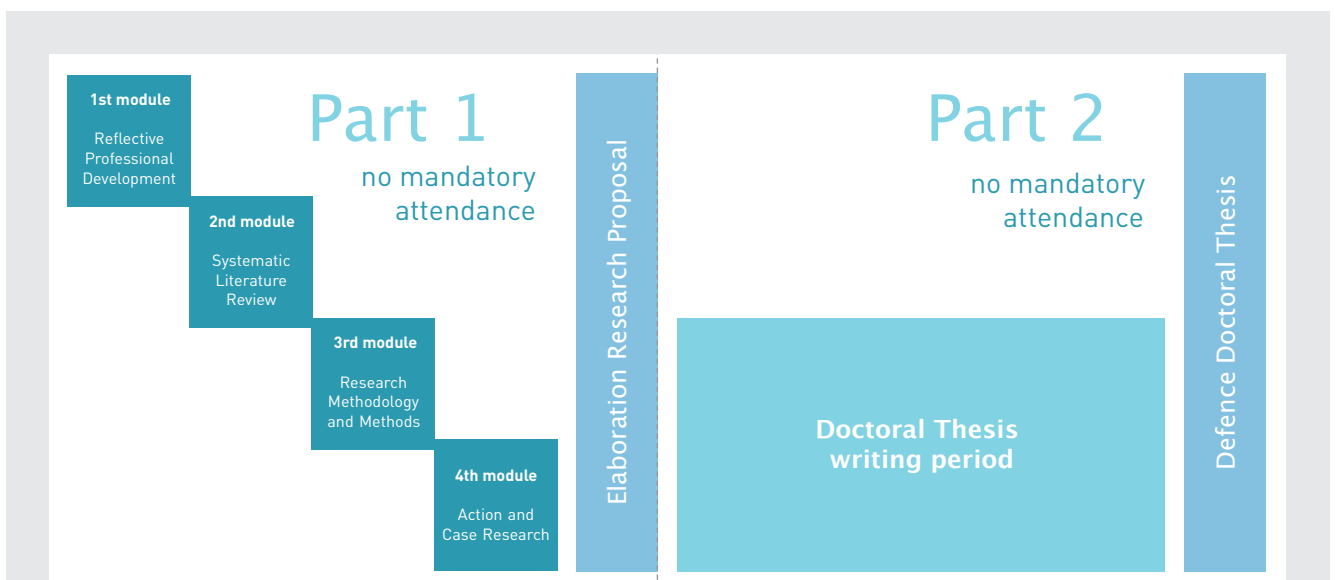 Part 1
no mandatory
attendance
1st module
Reflective
Professional
Development
2nd module
Systematic
Literature
Review
3rd module
Research
Methodology
and Methods
4th module
Action and
Case Research
Elaboration Research Proposal
Part 2
no mandatory
attendance
Doctoral Thesis
writing period
Defence Doctoral Thesis